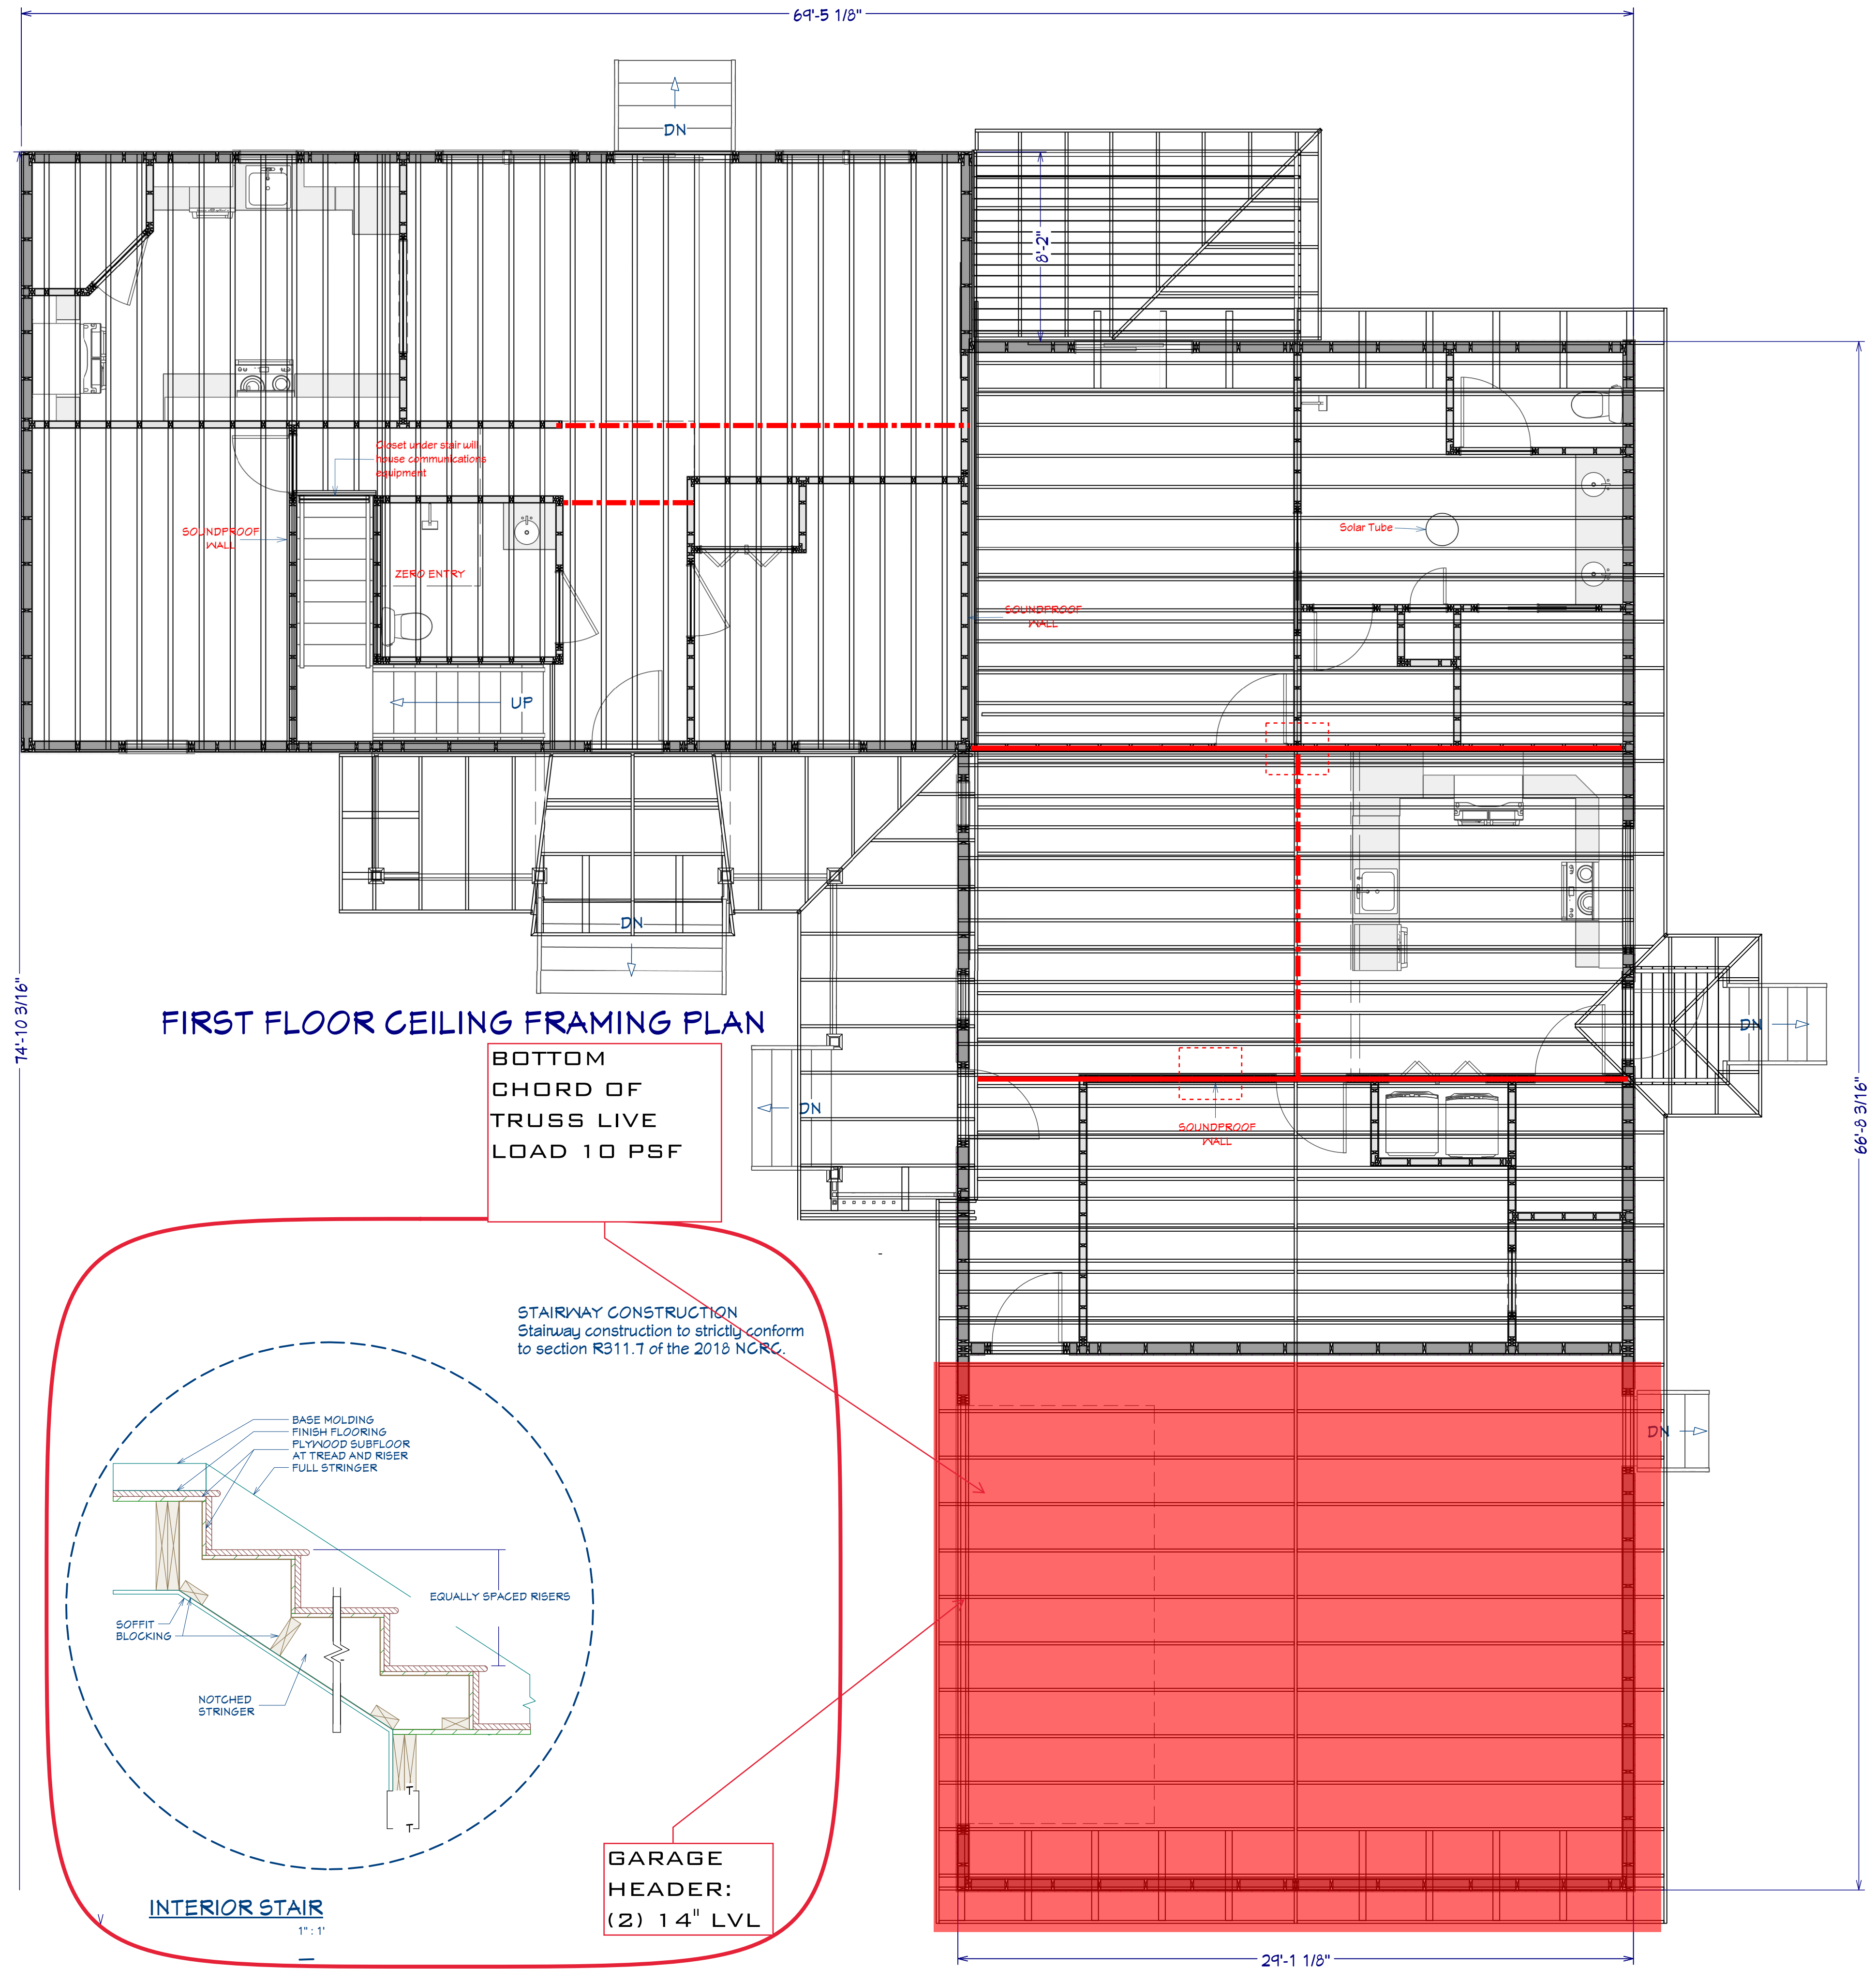 69'-5 1/8"
DN
8'-2"
Closet under stair will
house communications
equipment
SOUNDPROOF
WALL
Solar Tube
ZERO ENTRY
SOUNDPROOF
WALL
UP
DN
74'-10 3/16"
FIRST FLOOR CEILING FRAMING PLAN
DN
BOTTOM
CHORD OF
TRUSS LIVE
LOAD 10 PSF
DN
SOUNDPROOF
WALL
66'-8 3/16"
STAIRWAY CONSTRUCTION
Stairway construction to strictly conform
to section R311.7 of the 2018 NCRC.
BASE MOLDING
FINISH FLOORING
PLYWOOD SUBFLOOR
AT TREAD AND RISER
FULL STRINGER
DN
EQUALLY SPACED RISERS
SOFFIT
BLOCKING
NOTCHED
STRINGER
T
T
GARAGE
HEADER:
(2) 14" LVL
INTERIOR STAIR
1" : 1'
29'-1 1/8"